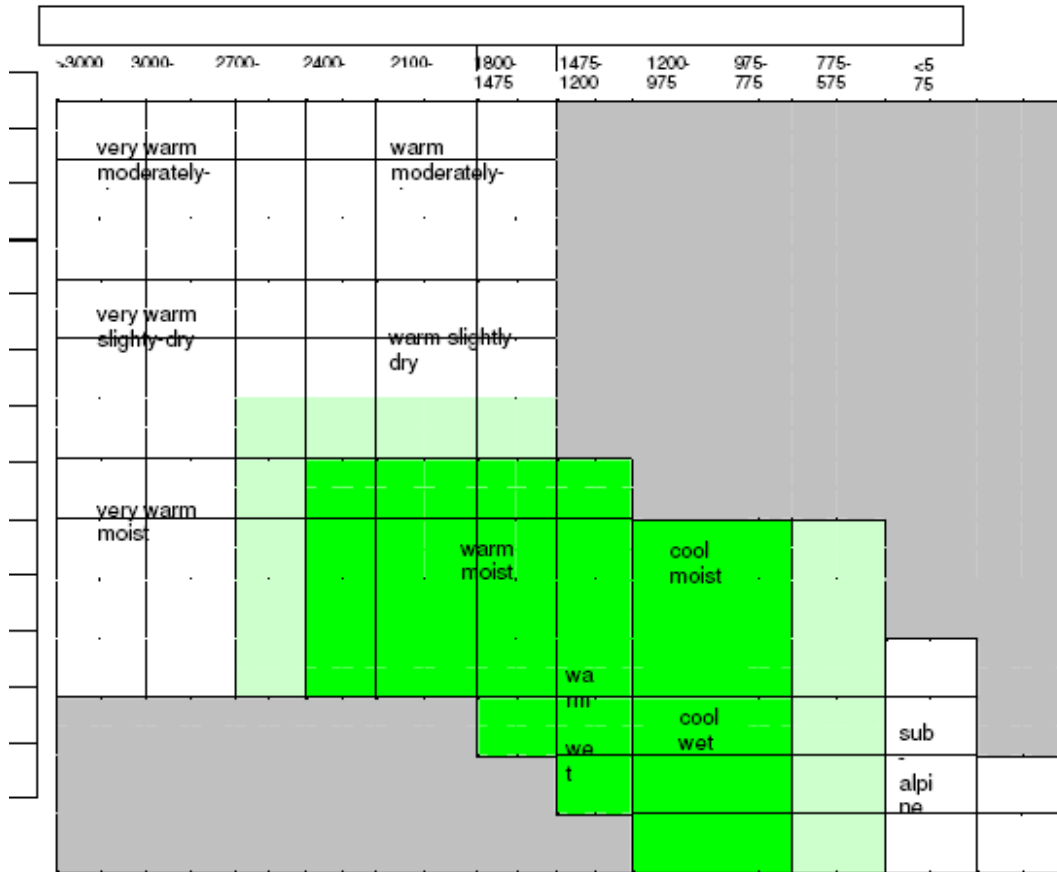 >3000 3000- 2700- 2400- 2100- 1800- 1475- 1200- 975- 775- <5
1475 1200 975 775 575 75
very warm
moderately-
warm
moderately-
very warm
slighty-dry
warm slightly-
dry
very warm
moist
warm
moist,
cool
moist
wa
rm
we
t
cool
wet
sub
-
alpi
ne